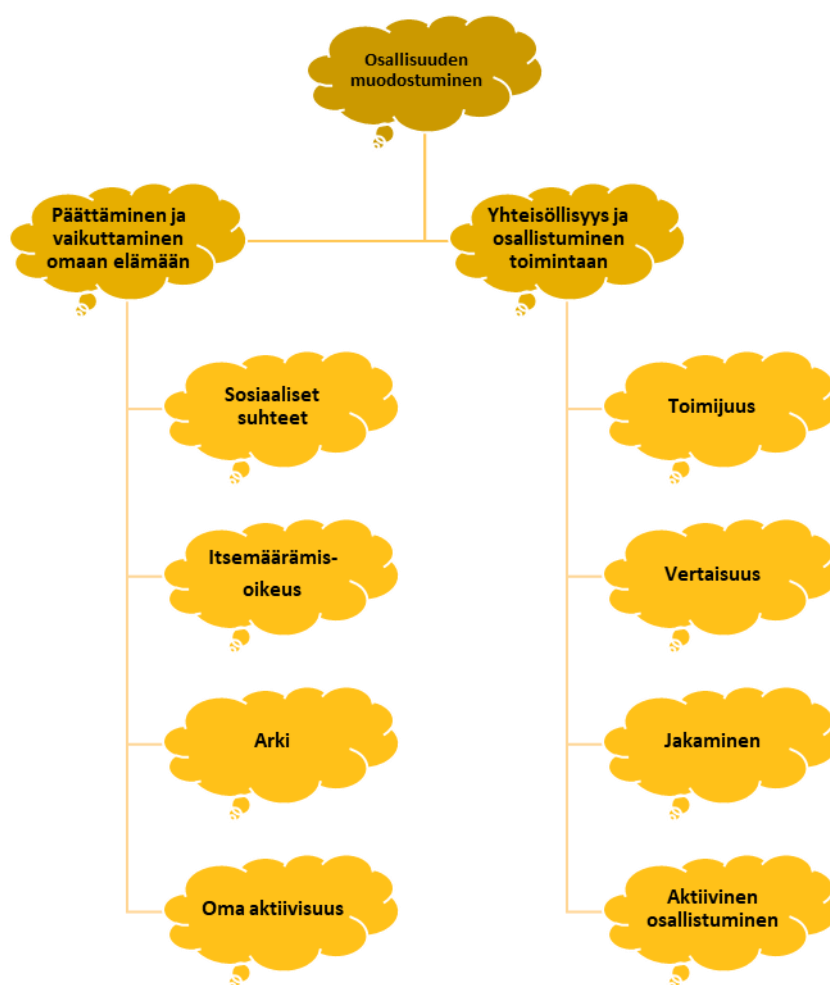 Osallisuuden
muodostuminen
Päättäminen ja
vaikuttaminen
omaan elämään
Yhteisöllisyys ja
osallistuminen
toimintaan
Sosiaaliset
suhteet
Itsemäärämis-
oikeus
Arki
Oma aktiivisuus
Toimijuus
Vertaisuus
Jakaminen
Aktiivinen
osallistuminen